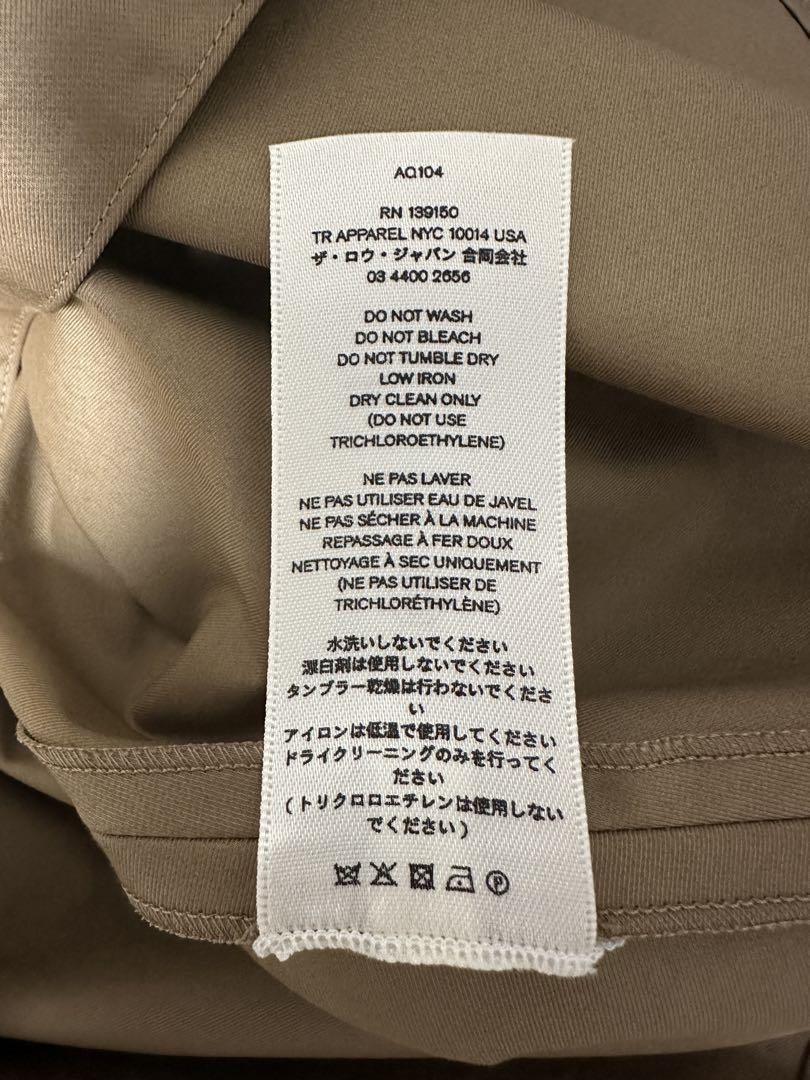 AQ104
RN 139150
TR APPAREL NYC 10014 USA
ザ・ロウ・ジャパン 合同会社
03 4400 2656
DO NOT WASH
DO NOT BLEACH
DO NOT TUMBLE DRY
LOW IRON
DRY CLEAN ONLY
(DO NOT USE
TRICHLOROETHYLENE)
NE PAS LAVER
NE PAS UTILISER EAU DE JAVEL
NE PAS SÉCHER À LA MACHINE
REPASSAGE À FER DOUX
NETTOYAGE À SEC UNIQUEMENT
(NE PAS UTILISER DE
TRICHLORÉTHYLÈNE)
水洗いしないでください
漂白剤は使用しないでください
タンブラー乾燥は行わないでくださ
い
アイロンは低温で使用してください
ドライクリーニングのみを行ってく
ださい
(トリクロロエチレンは使用しない
でください)
P